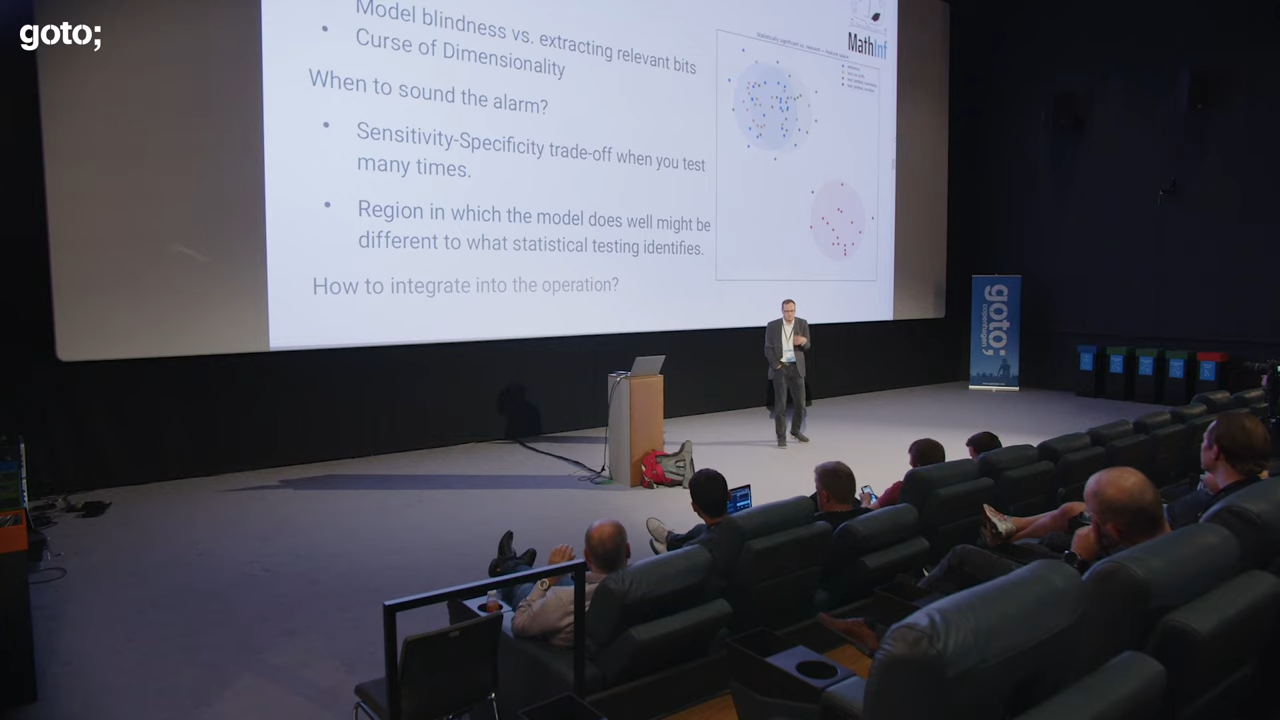 goto;
Model blindness vs. extracting relevant bits
• Curse of Dimensionality
When to sound the alarm?
• Sensitivity-Specificity trade-off when you test
many times.
• Region in which the model does well might be
different to what statistical testing identifies.
How to integrate into the operation?
MathInf
goto;
copenhagen